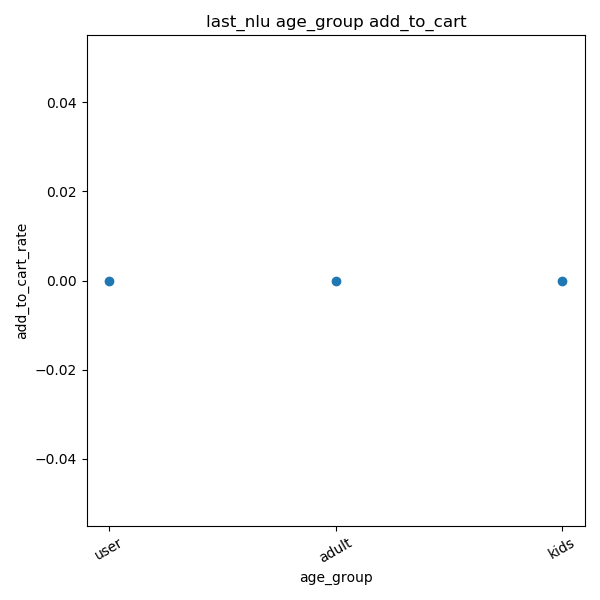 last_nlu age_group add_to_cart
0.04
0.02
0.00
−0.02
−0.04
add_to_cart_rate
user
adult
kids
age_group